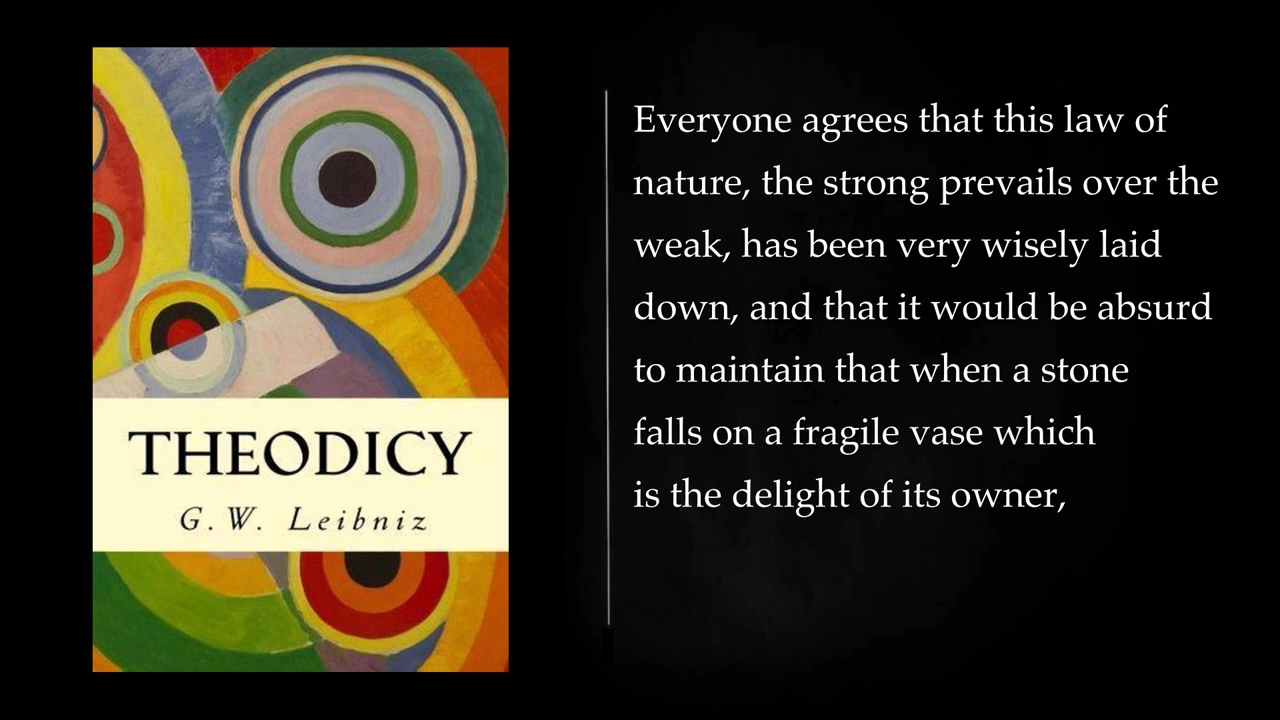 THEODICY
G. W. Leibniz
Everyone agrees that this law of
nature, the strong prevails over the
weak, has been very wisely laid
down, and that it would be absurd
to maintain that when a stone
falls on a fragile vase which
is the delight of its owner,